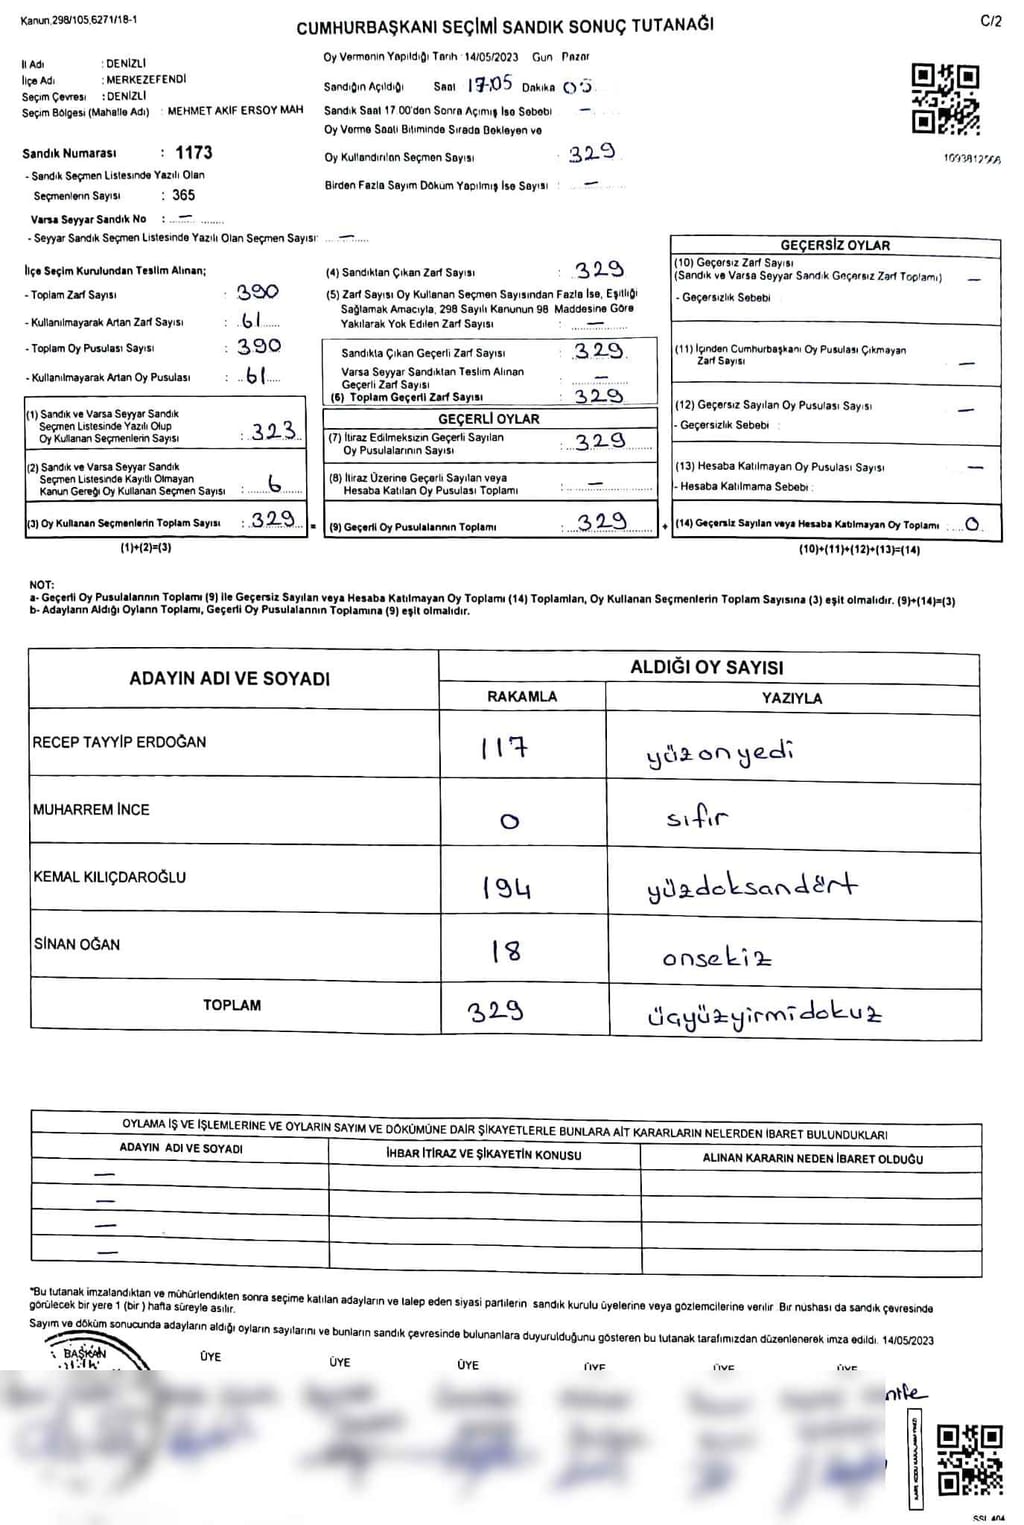 Kanun,298/105,6271/18-1
CUMHURBAŞKANI SEÇİMİ SANDIK SONUÇ TUTANAĞI
C/2
İl Adı : DENİZLİ
İlçe Adı : MERKEZEFENDİ
Seçim Çevresi : DENİZLİ
Seçim Bölgesi (Mahalle Adı) : MEHMET AKİF ERSOY MAH
Sandık Numarası : 1173
- Sandık Seçmen Listesinde Yazılı Olan
Seçmenlerin Sayısı : 365
Varsa Seyyar Sandık No : —
- Seyyar Sandık Seçmen Listesinde Yazılı Olan Seçmen Sayısı: —
Oy Vermenin Yapıldığı Tarih : 14/05/2023 Gun Pazar
Sandığın Açıldığı Saat 17.05 Dakika 05
Sandık Saat 17.00'den Sonra Açımış İse Sebebi —
Oy Verme Saati Bitiminde Sırada Bekleyen ve
Oy Kullandırılan Seçmen Sayısı : 329
Birden Fazla Sayım Döküm Yapılmış İse Sayısı : —
1693812566
İlçe Seçim Kurulundan Teslim Alınan;
- Toplam Zarf Sayısı : 390
- Kullanılmayarak Artan Zarf Sayısı : 61
- Toplam Oy Pusulası Sayısı : 390
- Kullanılmayarak Artan Oy Pusulası : 61
(1) Sandık ve Varsa Seyyar Sandık
Seçmen Listesinde Yazılı Olup
Oy Kullanan Seçmenlerin Sayısı : 323
(2) Sandık ve Varsa Seyyar Sandık
Seçmen Listesinde Kayıtlı Olmayan
Kanun Gereği Oy Kullanan Seçmen Sayısı : 6
(3) Oy Kullanan Seçmenlerin Toplam Sayısı : 329 =
(1)+(2)=(3)
(4) Sandıktan Çıkan Zarf Sayısı : 329
(5) Zarf Sayısı Oy Kullanan Seçmen Sayısından Fazla İse, Eşitliği
Sağlamak Amacıyla, 298 Sayılı Kanunun 98 Maddesine Göre
Yakılarak Yok Edilen Zarf Sayısı : —
Sandıkta Çıkan Geçerli Zarf Sayısı : 329
Varsa Seyyar Sandıktan Teslim Alınan
Geçerli Zarf Sayısı : —
(6) Toplam Geçerli Zarf Sayısı : 329
GEÇERLİ OYLAR
(7) İtiraz Edilmeksizin Geçerli Sayılan
Oy Pusulalarının Sayısı : 329
(8) İtiraz Üzerine Geçerli Sayılan veya
Hesaba Katılan Oy Pusulası Toplamı : —
(9) Geçerli Oy Pusulalarının Toplamı : 329 +
GEÇERSİZ OYLAR
(10) Geçersız Zarf Sayısı
(Sandık ve Varsa Seyyar Sandık Geçersiz Zarf Toplamı) —
- Geçersizlik Sebebi
(11) İçinden Cumhurbaşkanı Oy Pusulası Çıkmayan
Zarf Sayısı —
(12) Geçersiz Sayılan Oy Pusulası Sayısı —
- Geçersizlik Sebebi :
(13) Hesaba Katılmayan Oy Pusulası Sayısı —
- Hesaba Katılmama Sebebi :
(14) Geçersiz Sayılan veya Hesaba Katılmayan Oy Toplamı : 0
(10)+(11)+(12)+(13)=(14)
NOT:
a- Geçerli Oy Pusulalarının Toplamı (9) ile Geçersiz Sayılan veya Hesaba Katılmayan Oy Toplamı (14) Toplamları, Oy Kullanan Seçmenlerin Toplam Sayısına (3) eşit olmalıdır. (9)+(14)=(3)
b- Adayların Aldığı Oyların Toplamı, Geçerli Oy Pusulalarının Toplamına (9) eşit olmalıdır.
ADAYIN ADI VE SOYADI
ALDIĞI OY SAYISI
RAKAMLA YAZIYLA
RECEP TAYYİP ERDOĞAN 117 yüzonyedi
MUHARREM İNCE 0 sıfır
KEMAL KILIÇDAROĞLU 194 yüzdoksandört
SİNAN OĞAN 18 onsekiz
TOPLAM 329 üçyüzyirmidokuz
OYLAMA İŞ VE İŞLEMLERİNE VE OYLARIN SAYIM VE DÖKÜMÜNE DAİR ŞİKAYETLERLE BUNLARA AİT KARARLARIN NELERDEN İBARET BULUNDUKLARI
ADAYIN ADI VE SOYADI İHBAR İTİRAZ VE ŞİKAYETİN KONUSU ALINAN KARARIN NEDEN İBARET OLDUĞU
—
—
—
—
*Bu tutanak imzalandıktan ve mühürlendikten sonra seçime katılan adayların ve talep eden siyasi partilerin sandık kurulu üyelerine veya gözlemcilerine verilir Bir nushası da sandık çevresinde
görülecek bir yere 1 (bir ) hafta süreyle asılır.
Sayım ve döküm sonucunda adayların aldığı oyların sayılarını ve bunların sandık çevresinde bulunanlara duyurulduğunu gösteren bu tutanak tarafımızdan düzenlenerek imza edildi. 14/05/2023
BAŞKAN ÜYE ÜYE ÜYE ÜYE ÜYE ÜYE